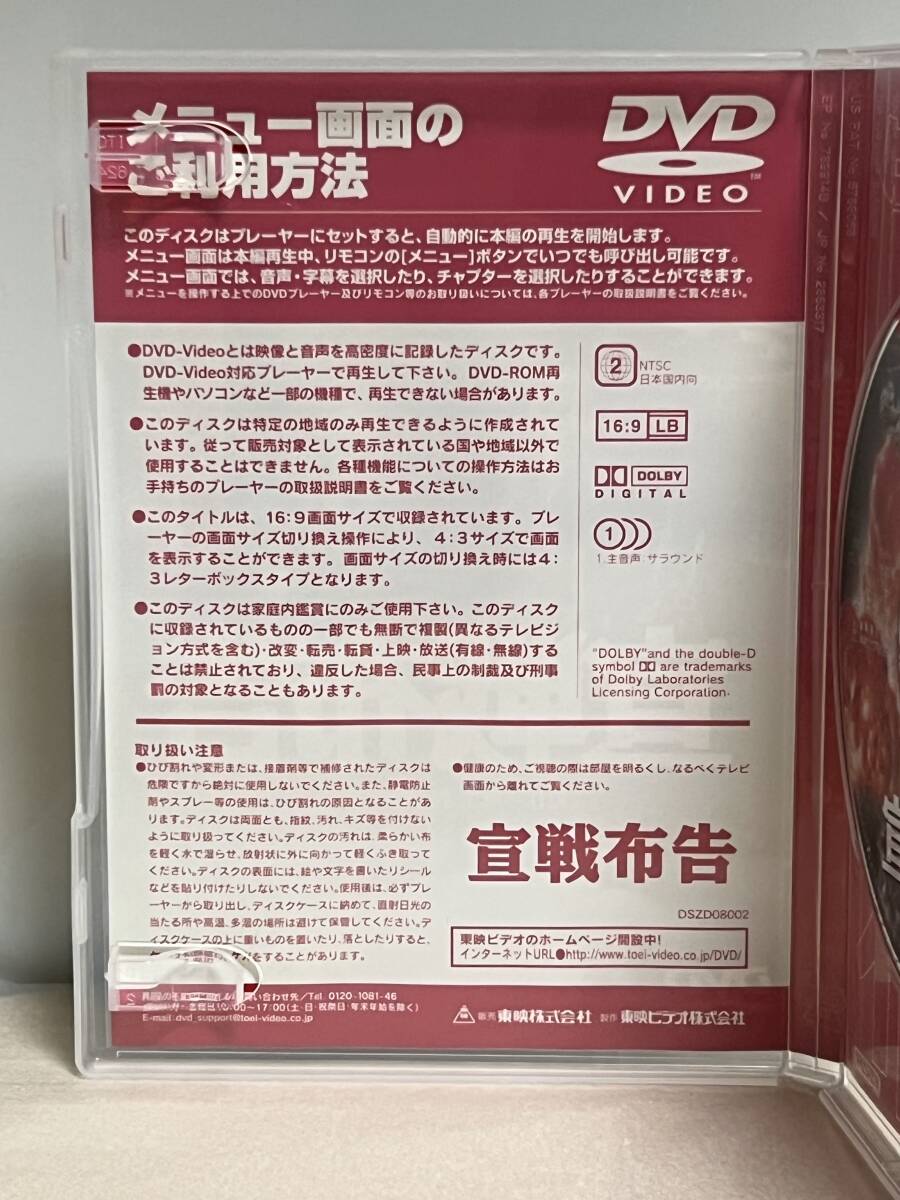 メニュー画面の
ご利用方法
DVD
VIDEO
TM
このディスクはプレーヤーにセットすると、自動的に本編の再生を開始します。
メニュー画面は本編再生中、リモコンの[メニュー]ボタンでいつでも呼び出し可能です。
メニュー画面では、音声・字幕を選択したり、チャプターを選択したりすることができます。
※メニューを操作する上でのDVDプレーヤー及びリモコン等のお取り扱いについては、各プレーヤーの取扱説明書をご覧ください。
●DVD-Videoとは映像と音声を高密度に記録したディスクです。
DVD-Video対応プレーヤーで再生して下さい。DVD-ROM再
生機やパソコンなど一部の機種で、再生できない場合があります。
●このディスクは特定の地域のみ再生できるように作成されて
います。従って販売対象として表示されている国や地域以外で
使用することはできません。各種機能についての操作方法はお
手持ちのプレーヤーの取扱説明書をご覧ください。
●このタイトルは、16:9画面サイズで収録されています。プレ
ーヤーの画面サイズ切り換え操作により、4:3サイズで画面
を表示することができます。画面サイズの切り換え時には4:
3レターボックスタイプとなります。
●このディスクは家庭内鑑賞にのみご使用下さい。このディスク
に収録されているものの一部でも無断で複製(異なるテレビジ
ョン方式を含む)・改変・転売・転貸・上映・放送(有線・無線)する
ことは禁止されており、違反した場合、民事上の制裁及び刑事
罰の対象となることもあります。
2
NTSC
日本国内向
16:9 LB
DOLBY
DIGITAL
1
1.主音声:サラウンド
"DOLBY"and the double-D
symbol are trademarks
of Dolby Laboratories
Licensing Corporation.
取り扱い注意
●ひび割れや変形または、接着剤等で補修されたディスクは
危険ですから絶対に使用しないでください。また、静電防止
剤やスプレー等の使用は、ひび割れの原因となることがあ
ります。ディスクは両面とも、指紋、汚れ、キズ等を付けない
ように取り扱ってください。ディスクの汚れは、柔らかい布
を軽く水で湿らせ、放射状に外に向かって軽くふき取って
ください。ディスクの表面には、絵や文字を書いたりシール
などを貼り付けたりしないでください。使用後は、必ずプレ
ーヤーから取り出し、ディスクケースに納めて、直射日光の
当たる所や高温、多湿の場所は避けて保管してください。デ
ィスクケースの上に重いものを置いたり、落としたりすると、
をすることがあります。
●健康のため、ご視聴の際は部屋を明るくし、なるべくテレビ
画面から離れてご覧ください。
宣戦布告
DSZD08002
東映ビデオのホームページ開設中!
インターネットURL●http://www.toei-video.co.jp/DVD/
い合わせ先/Tel. 0120-1081-46
17:00(土・日・祝祭日・年末年始を除く)
E-mail:dvd_support@toei-video.co.jp
販売 東映株式会社 製作 東映ビデオ株式会社